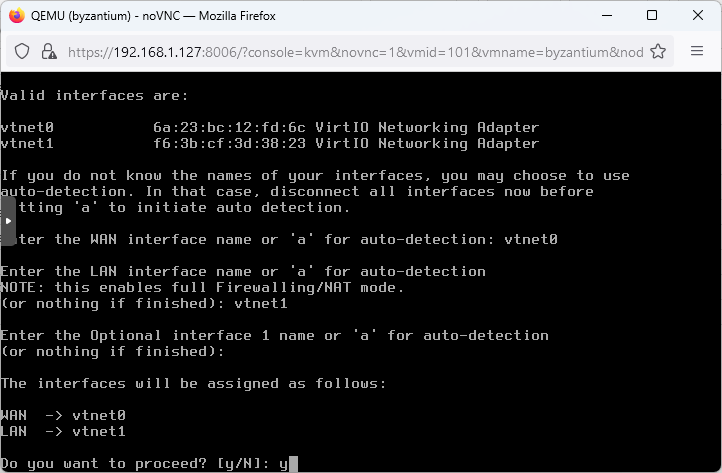 QEMU (byzantium) - noVNC — Mozilla Firefox
https://192.168.1.127:8006/?console=kvm&novnc=1&vmid=101&vmname=byzantium&nod
Valid interfaces are:
vtnet0 6a:23:bc:12:fd:6c VirtIO Networking Adapter
vtnet1 f6:3b:cf:3d:38:23 VirtIO Networking Adapter
If you do not know the names of your interfaces, you may choose to use
auto-detection. In that case, disconnect all interfaces now before
itting 'a' to initiate auto detection.
nter the WAN interface name or 'a' for auto-detection: vtnet0
Enter the LAN interface name or 'a' for auto-detection
NOTE: this enables full Firewalling/NAT mode.
(or nothing if finished): vtnet1
Enter the Optional interface 1 name or 'a' for auto-detection
(or nothing if finished):
The interfaces will be assigned as follows:
WAN -> vtnet0
LAN -> vtnet1
Do you want to proceed? [y/N]: y